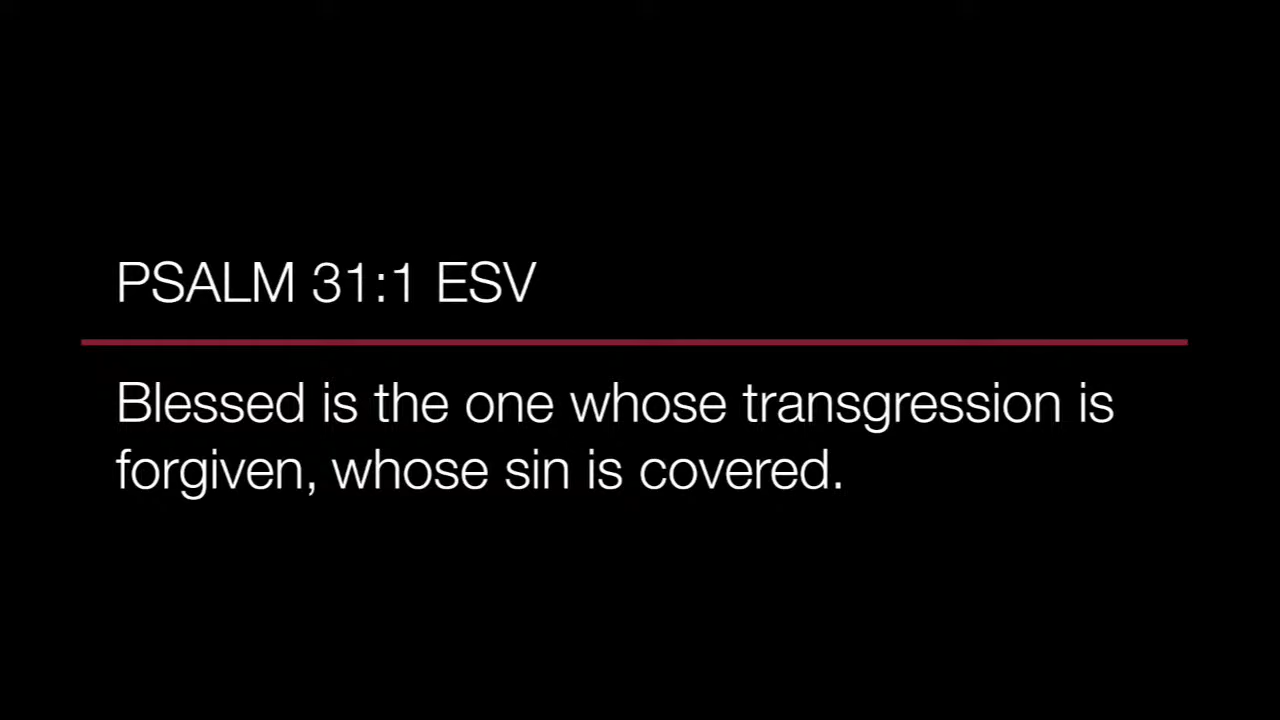 PSALM 31:1 ESV
Blessed is the one whose transgression is
forgiven, whose sin is covered.